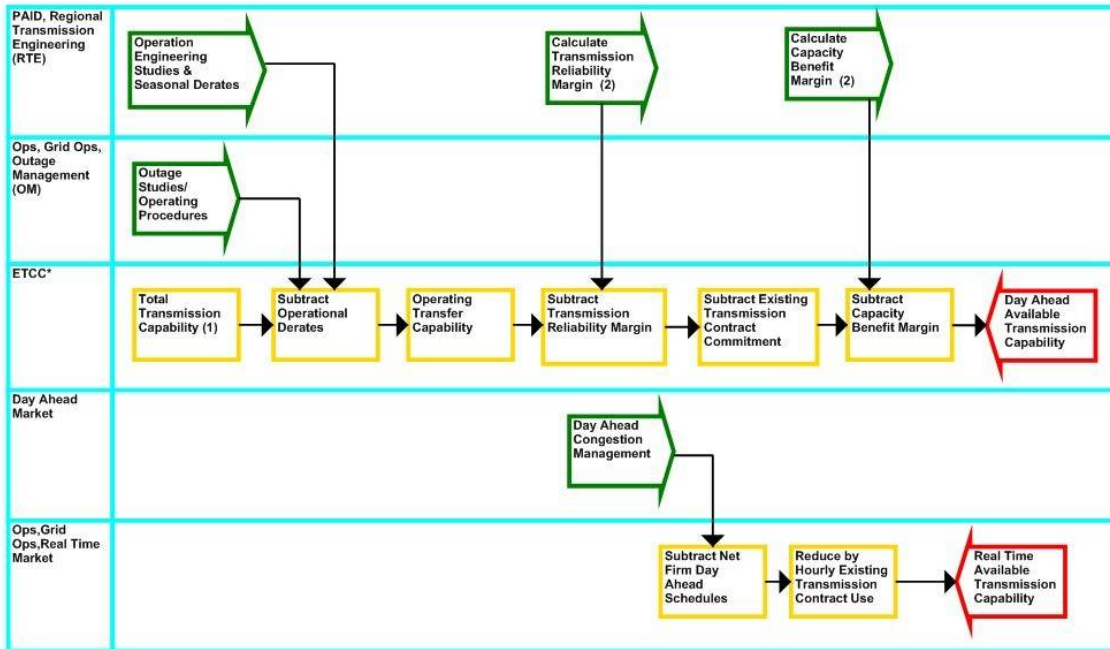 PAID, Regional
Transmission
Engineering
(RTE)
Operation
Engineering
Studies &
Seasonal Derates
Calculate
Transmission
Reliability
Margin (2)
Calculate
Capacity
Benefit
Margin (2)
Ops, Grid Ops,
Outage
Management
(OM)
Outage
Studies/
Operating
Procedures
ETCC*
Total
Transmission
Capability (1)
Subtract
Operational
Derates
Operating
Transfer
Capability
Subtract
Transmission
Reliability Margin
Subtract Existing
Transmission
Contract
Commitment
Subtract
Capacity
Benefit Margin
Day Ahead
Available
Transmission
Capability
Day Ahead
Market
Day Ahead
Congestion
Management
Ops,Grid
Ops,Real Time
Market
Subtract Net
Firm Day
Ahead
Schedules
Reduce by
Hourly Existing
Transmission
Contract Use
Real Time
Available
Transmission
Capability